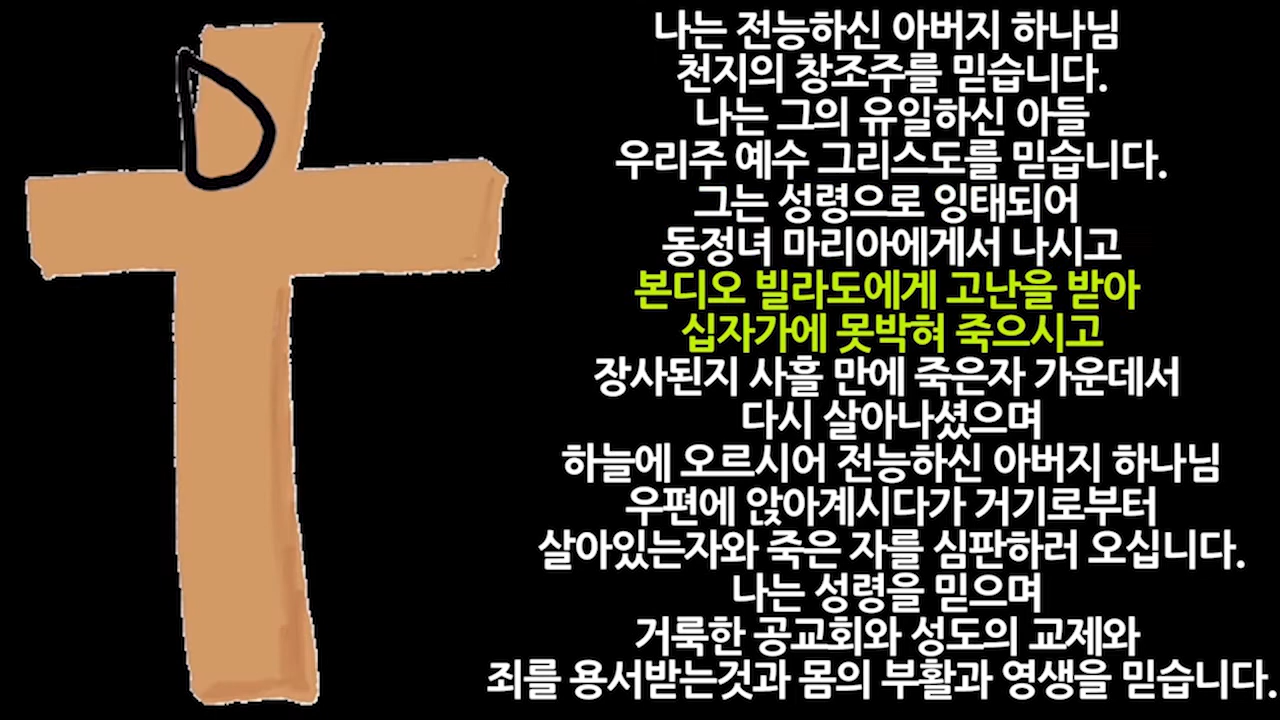 나는 전능하신 아버지 하나님
천지의 창조주를 믿습니다.
나는 그의 유일하신 아들
우리주 예수 그리스도를 믿습니다.
그는 성령으로 잉태되어
동정녀 마리아에게서 나시고
본디오 빌라도에게 고난을 받아
십자가에 못박혀 죽으시고
장사된지 사흘 만에 죽은자 가운데서
다시 살아나셨으며
하늘에 오르시어 전능하신 아버지 하나님
우편에 앉아계시다가 거기로부터
살아있는자와 죽은 자를 심판하러 오십니다.
나는 성령을 믿으며
거룩한 공교회와 성도의 교제와
죄를 용서받는것과 몸의 부활과 영생을 믿습니다.